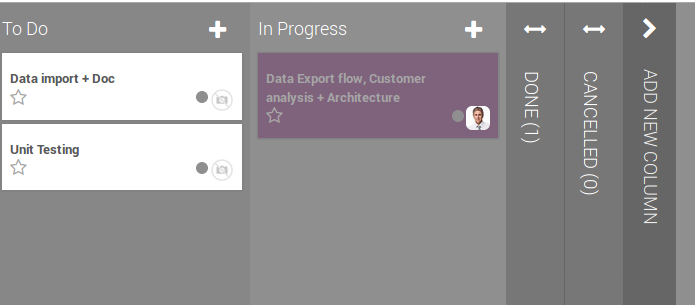 To Do
Data import + Doc
Unit Testing
In Progress
Data Export flow, Customer
analysis + Architecture
DONE (1)
CANCELLED (0)
ADD NEW COLUMN